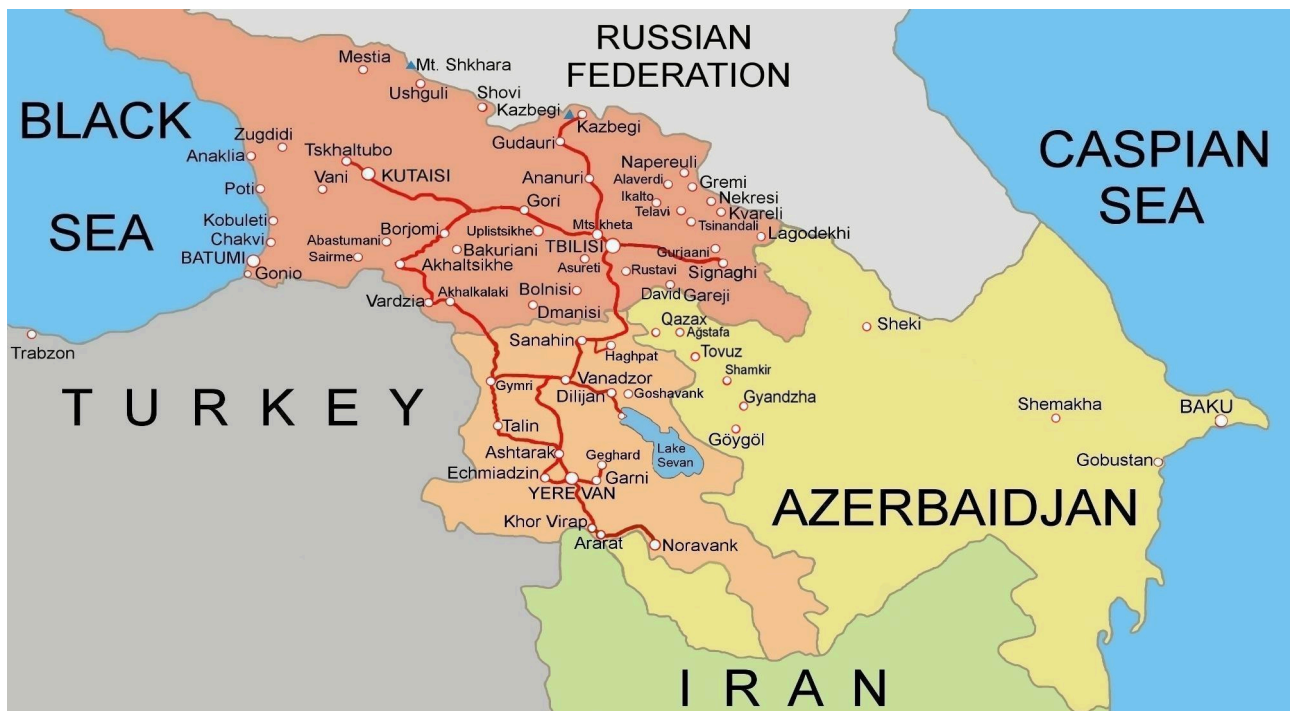 RUSSIAN
FEDERATION
BLACK
SEA
CASPIAN
SEA
Mestia
Mt. Shkhara
Ushguli
Shovi
Kazbegi
Kazbegi
Gudauri
Zugdidi
Anaklia
Tskhaltubo
KUTAISI
Vani
Poti
Ananuri
Napereuli
Alaverdi
Gremi
Ikalto
Nekresi
Telavi
Kvareli
Tsinandali
Lagodekhi
Kobuleti
Chakvi
BATUMI
Gonio
Abastumani
Sairme
Borjomi
Gori
Uplistsikhe
Mtskheta
TBILISI
Bakuriani
Akhaltsikhe
Asureti
Rustavi
Gurjaani
Signaghi
Vardzia
Akhalkalaki
Bolnisi
Dmanisi
David Gareji
Trabzon
TURKEY
Sanahin
Haghpat
Qazax
Ağstafa
Tovuz
Shamkir
Gyandzha
Göygöl
Sheki
Shemakha
BAKU
Gobustan
Gymri
Vanadzor
Dilijan
Goshavank
Talin
Ashtarak
Lake
Sevan
Echmiadzin
Geghard
Garni
YEREVAN
Khor Virap
Ararat
Noravank
AZERBAIDJAN
IRAN